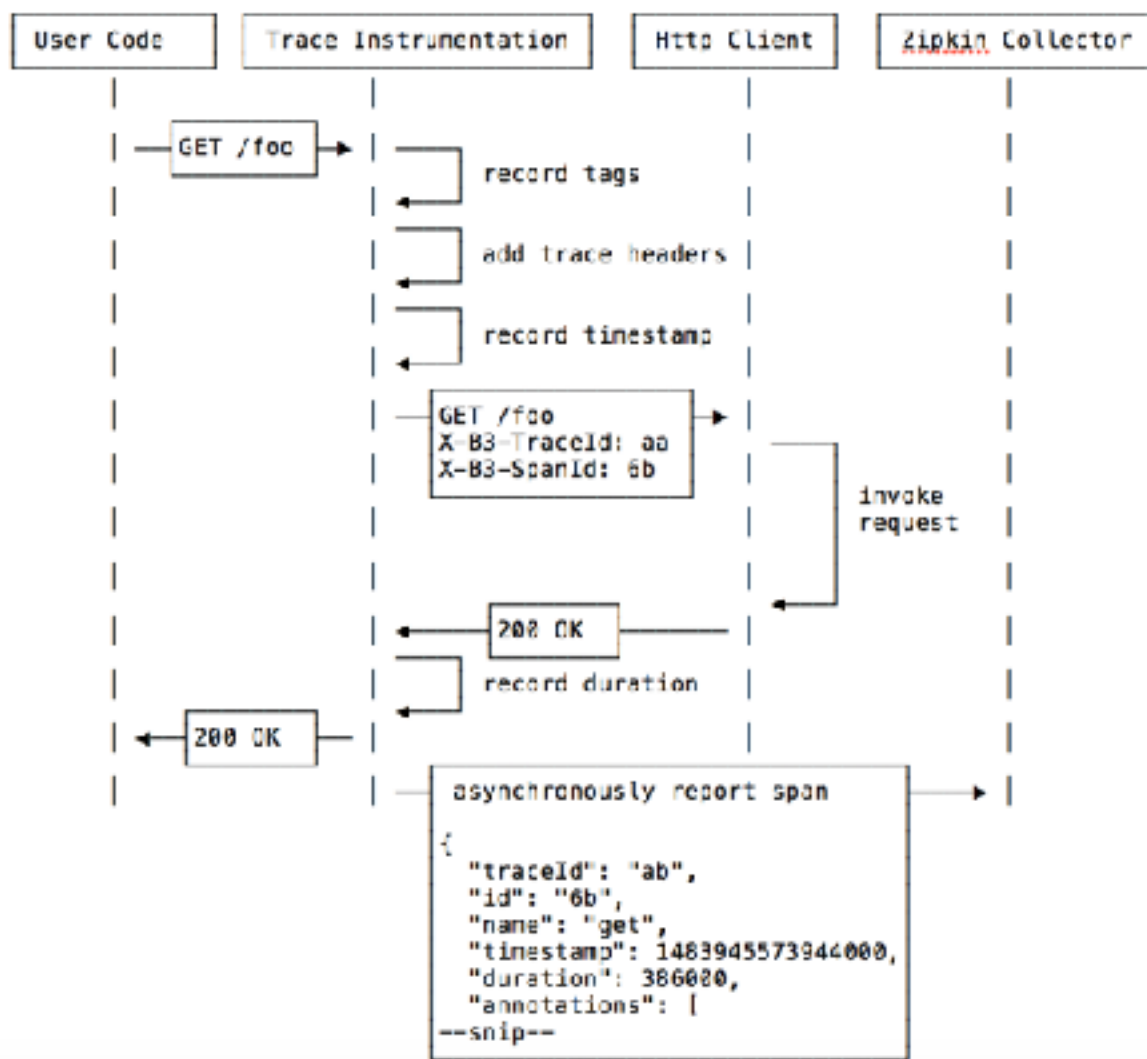 User Code
Trace Instrumentation
Http Client
Zipkin Collector
GET /foo
record tags
add trace headers
record timestamp
GET /foo
X-B3-TraceId: aa
X-B3-SpanId: 6b
invoke
request
200 OK
record duration
200 OK
asynchronously report span
{
"traceId": "ab",
"id": "6b",
"name": "get",
"timestamp": 1483945573944000,
"duration": 386000,
"annotations": [
--snip--